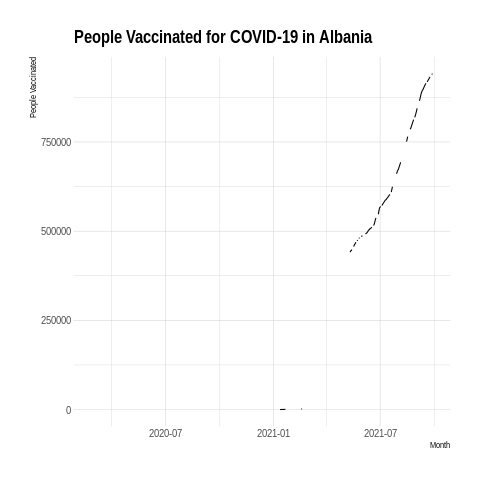 People Vaccinated for COVID-19 in Albania
People Vaccinated
750000
500000
250000
0
2020-07
2021-01
2021-07
Month